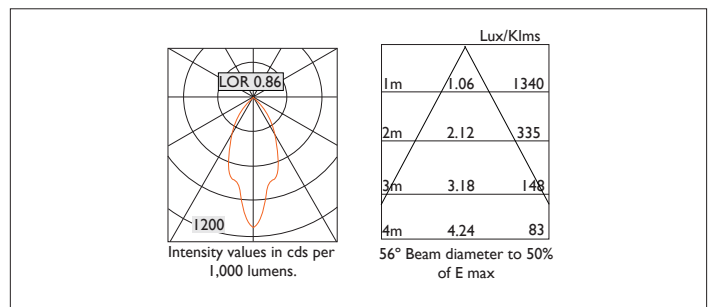 LOR 0.86
1200
Intensity values in cds per
1,000 lumens.
Lux/Klms
1m 1.06 1340
2m 2.12 335
3m 3.18 148
4m 4.24 83
56º Beam diameter to 50%
of E max